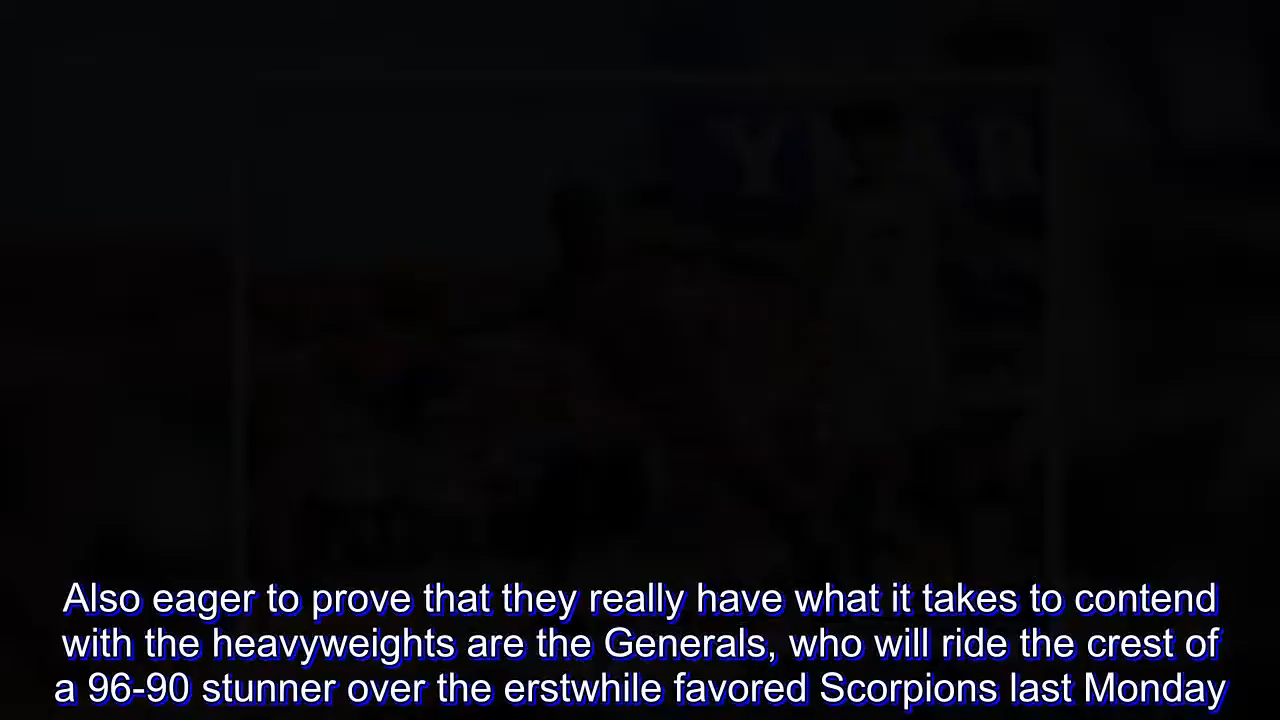 YEAR
Also eager to prove that they really have what it takes to contend
with the heavyweights are the Generals, who will ride the crest of
a 96-90 stunner over the erstwhile favored Scorpions last Monday